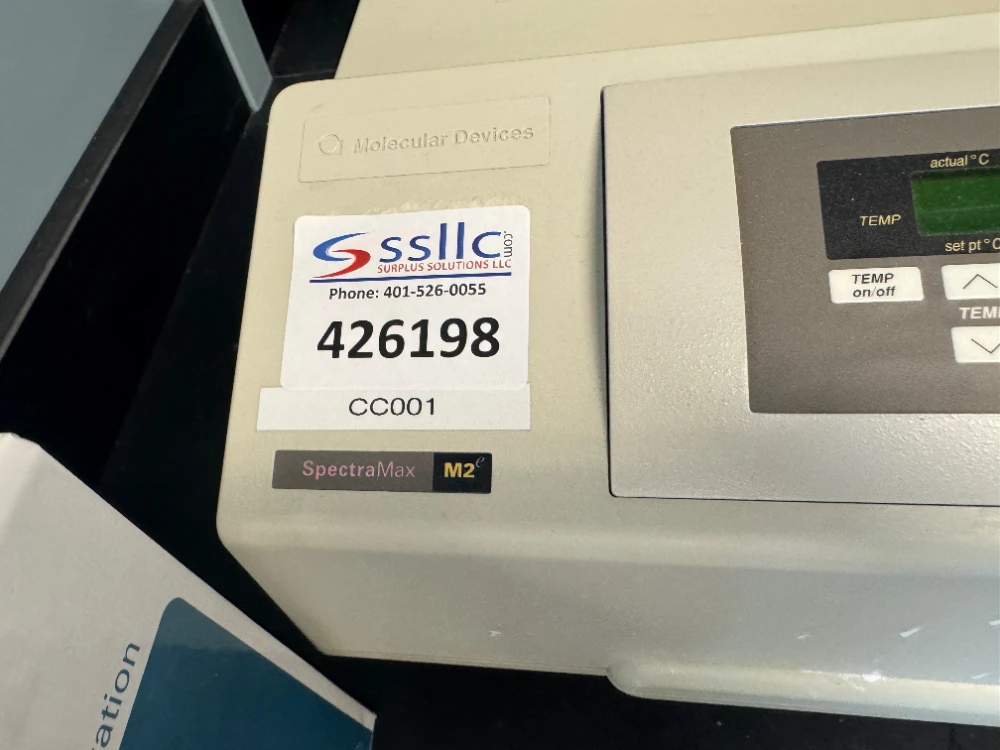 Molecular Devices
ssllc.com
SURPLUS SOLUTIONS LLC
Phone: 401-526-0055
426198
CC001
SpectraMax M2e
actual °C
TEMP
set pt °C
TEMP
on/off
TEM
ation